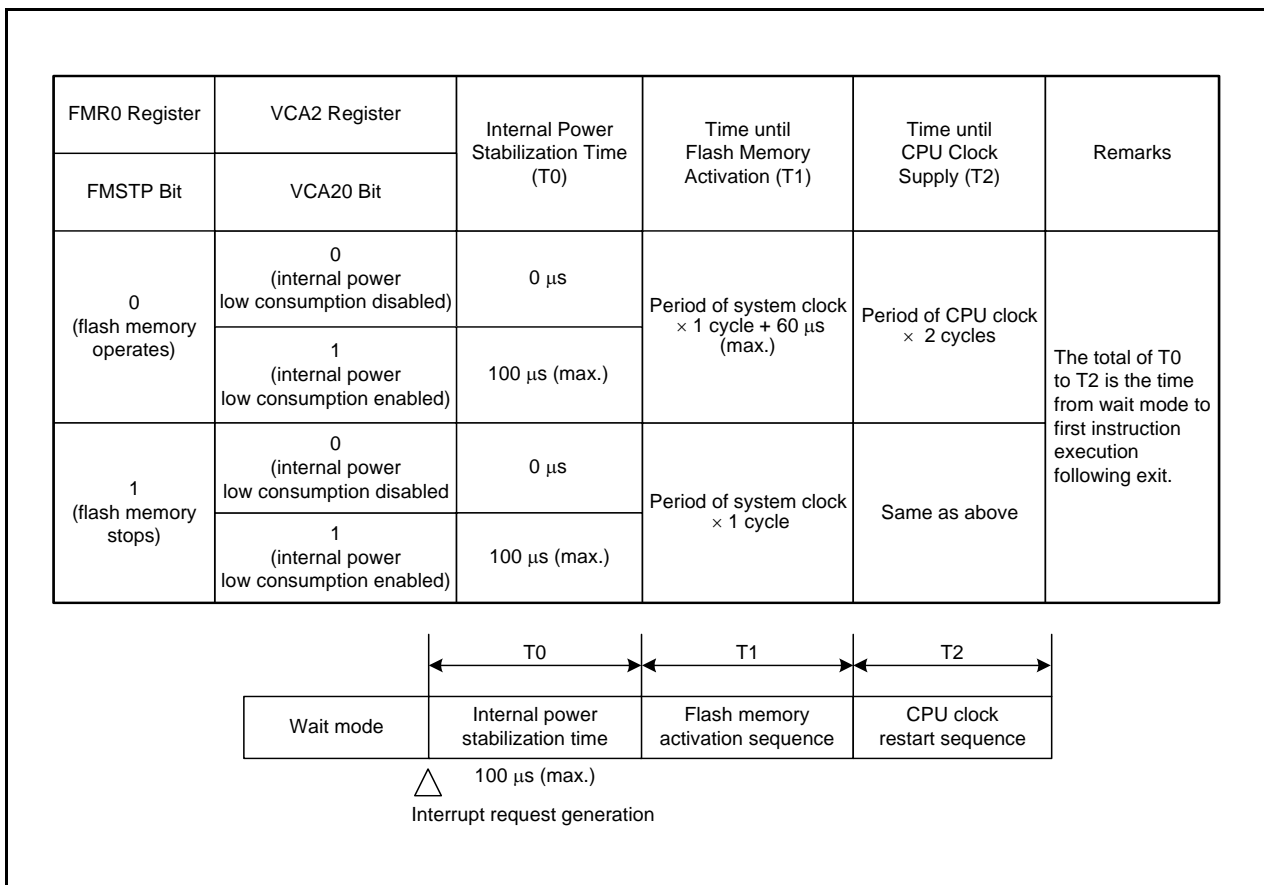 FMR0 Register
VCA2 Register
Internal Power
Stabilization Time
(T0)
Time until
Flash Memory
Activation (T1)
Time until
CPU Clock
Supply (T2)
Remarks
FMSTP Bit
VCA20 Bit
0
(flash memory
operates)
0
(internal power
low consumption disabled)
0 μs
Period of system clock
× 1 cycle + 60 μs
(max.)
Period of CPU clock
× 2 cycles
The total of T0
to T2 is the time
from wait mode to
first instruction
execution
following exit.
1
(internal power
low consumption enabled)
100 μs (max.)
1
(flash memory
stops)
0
(internal power
low consumption disabled
0 μs
Period of system clock
× 1 cycle
Same as above
1
(internal power
low consumption enabled)
100 μs (max.)
T0
T1
T2
Wait mode
Internal power
stabilization time
Flash memory
activation sequence
CPU clock
restart sequence
100 μs (max.)
Interrupt request generation